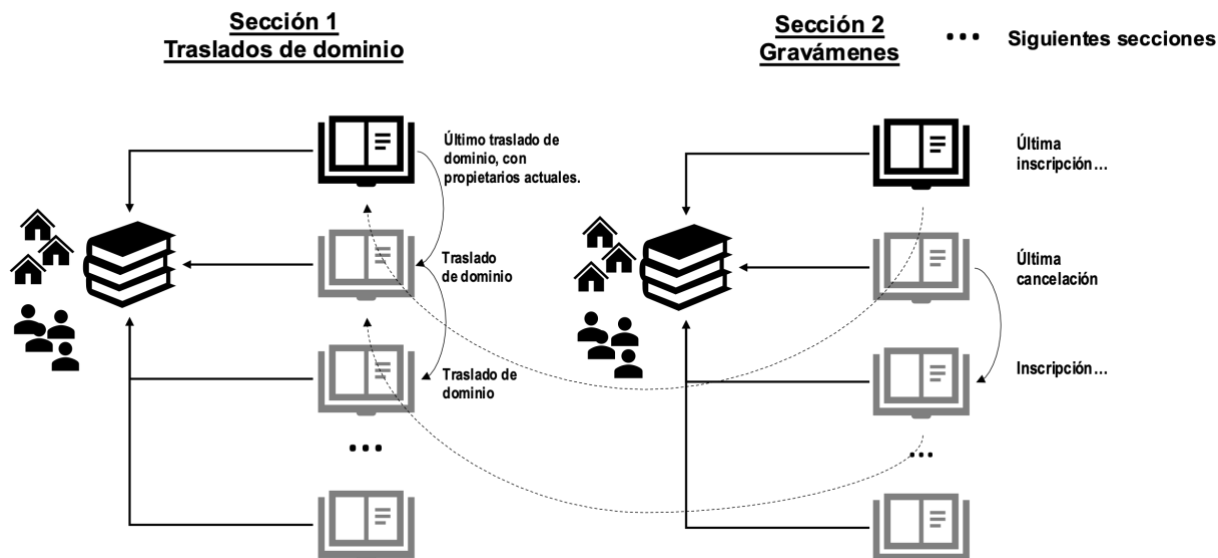 Sección 1
Traslados de dominio
Sección 2
Gravámenes
... Siguientes secciones
Último traslado de
dominio, con
propietarios actuales.
Traslado
de dominio
Traslado de
dominio
...
Última
inscripción...
Última
cancelación
Inscripción...
...